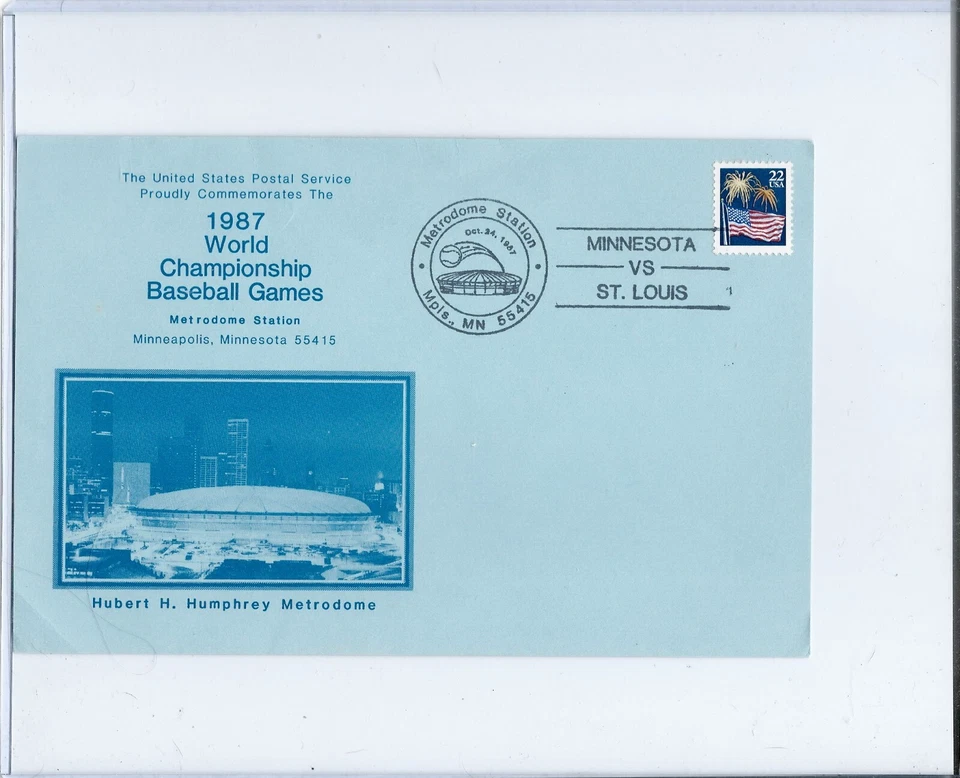 The United States Postal Service
Proudly Commemorates The
1987
World
Championship
Baseball Games
Metrodome Station
Minneapolis, Minnesota 55415
Metrodome Station
Oct. 24, 1987
Mpls., MN 55415
MINNESOTA
VS
ST. LOUIS
1
22
USA
Hubert H. Humphrey Metrodome